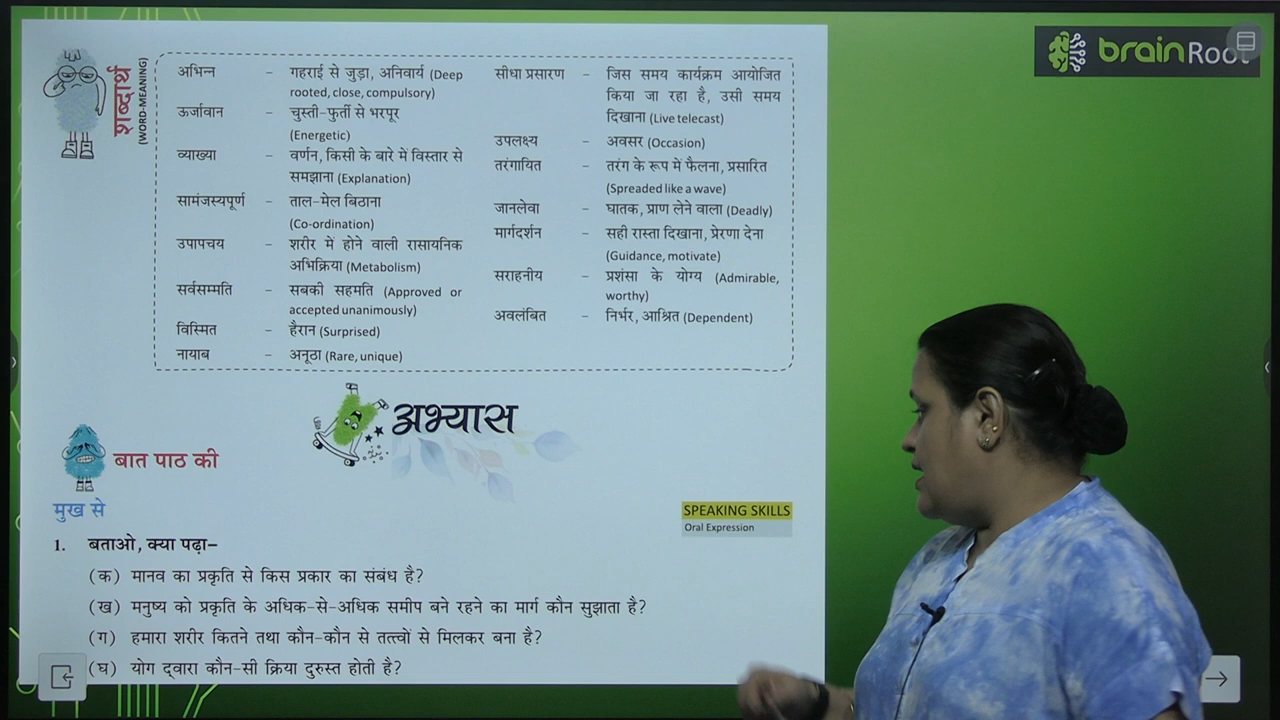 brainRoot
शब्दार्थ
(WORD-MEANING)
अभिन्न – गहराई से जुड़ा, अनिवार्य (Deep
rooted, close, compulsory)
ऊर्जावान – चुस्ती-फुर्ती से भरपूर
(Energetic)
व्याख्या – वर्णन, किसी के बारे में विस्तार से
समझाना (Explanation)
सामंजस्यपूर्ण – ताल-मेल बिठाना
(Co-ordination)
उपापचय – शरीर में होने वाली रासायनिक
अभिक्रिया (Metabolism)
सर्वसम्मति – सबकी सहमति (Approved or
accepted unanimously)
विस्मित – हैरान (Surprised)
नायाब – अनूठा (Rare, unique)
सीधा प्रसारण – जिस समय कार्यक्रम आयोजित
किया जा रहा है, उसी समय
दिखाना (Live telecast)
उपलक्ष्य – अवसर (Occasion)
तरंगायित – तरंग के रूप में फैलना, प्रसारित
(Spreaded like a wave)
जानलेवा – घातक, प्राण लेने वाला (Deadly)
मार्गदर्शन – सही रास्ता दिखाना, प्रेरणा देना
(Guidance, motivate)
सराहनीय – प्रशंसा के योग्य (Admirable,
worthy)
अवलंबित – निर्भर, आश्रित (Dependent)
अभ्यास
बात पाठ की
मुख से
SPEAKING SKILLS
Oral Expression
1. बताओ, क्या पढ़ा–
(क) मानव का प्रकृति से किस प्रकार का संबंध है?
(ख) मनुष्य को प्रकृति के अधिक-से-अधिक समीप बने रहने का मार्ग कौन सुझाता है?
(ग) हमारा शरीर कितने तथा कौन-कौन से तत्त्वों से मिलकर बना है?
(घ) योग द्वारा कौन-सी क्रिया दुरुस्त होती है?